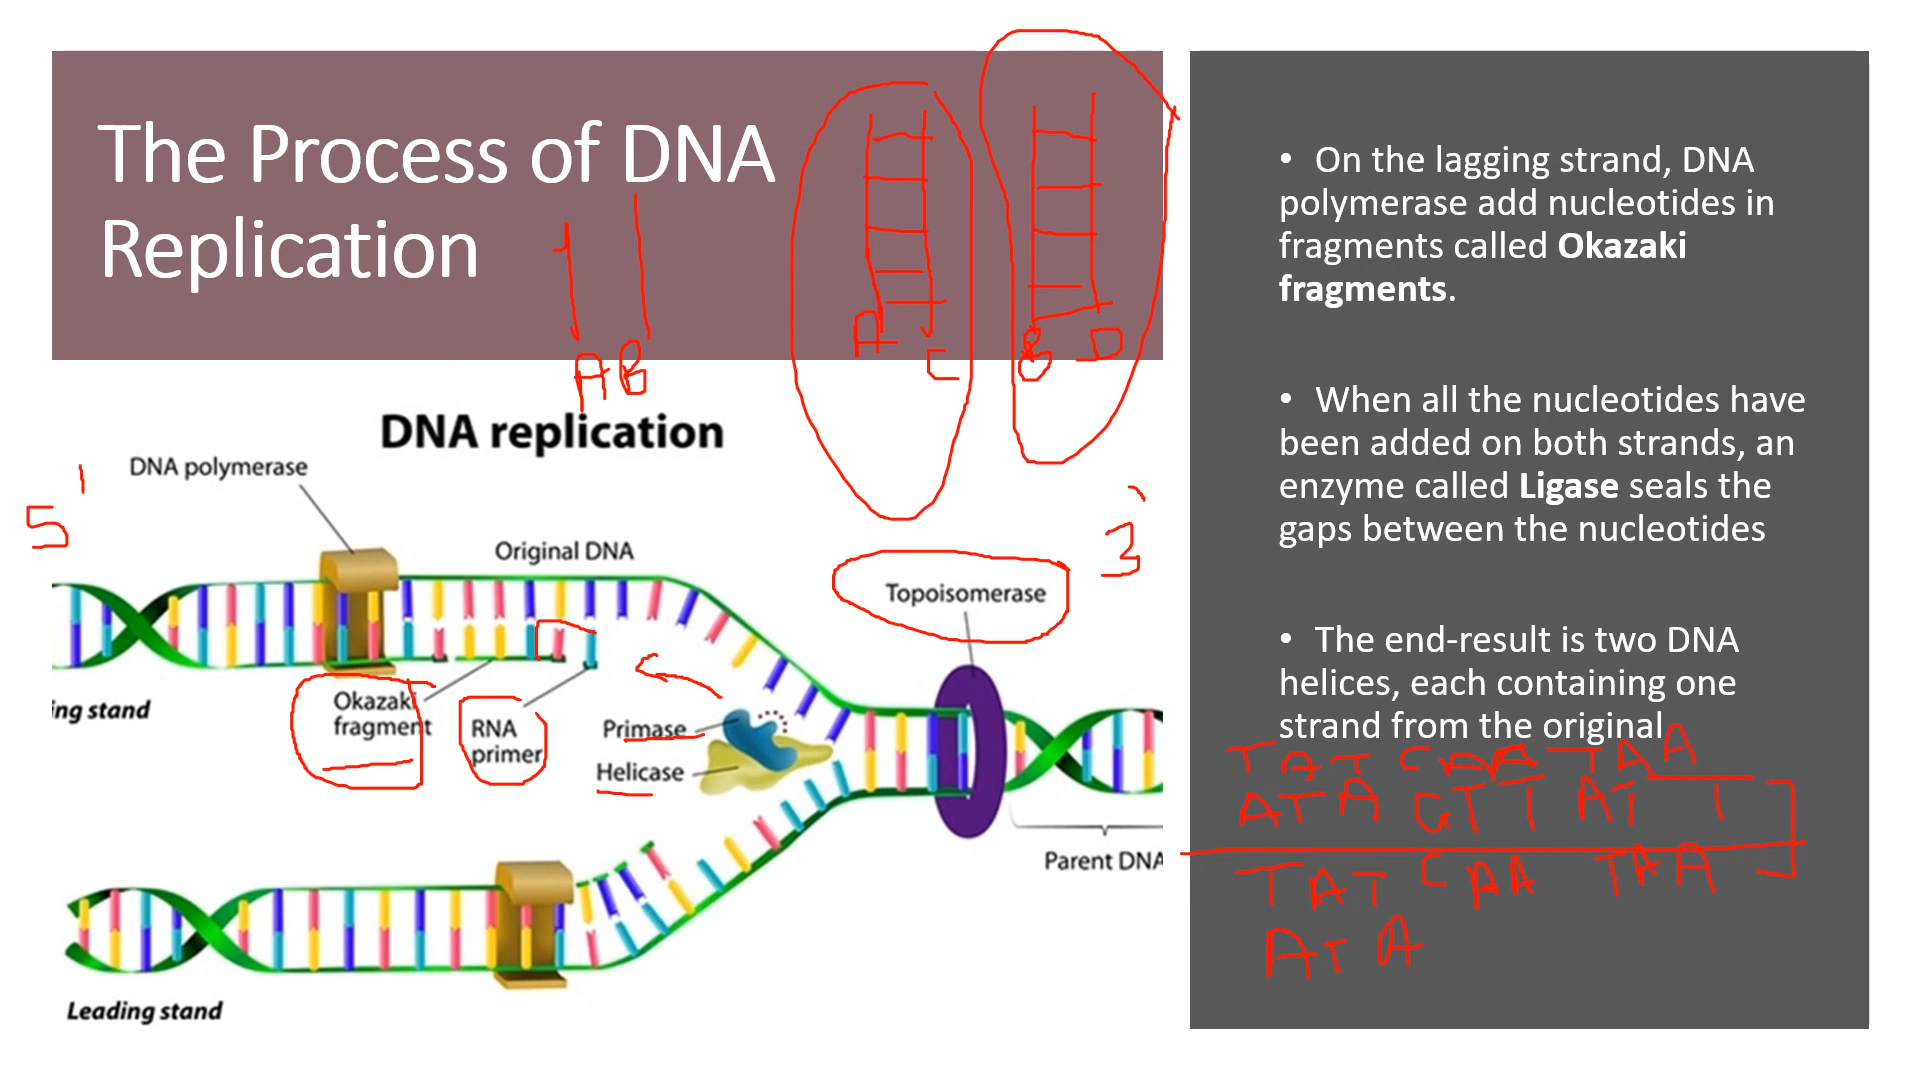 The Process of DNA
Replication
A B
A C
B D
DNA replication
DNA polymerase
5'
Original DNA
3'
Topoisomerase
ing stand
Okazaki
fragment
RNA
primer
Primase
Helicase
Parent DNA
Leading stand
• On the lagging strand, DNA
polymerase add nucleotides in
fragments called Okazaki
fragments.
• When all the nucleotides have
been added on both strands, an
enzyme called Ligase seals the
gaps between the nucleotides
• The end-result is two DNA
helices, each containing one
strand from the original
TAT CAA TAA
ATA GTT AT T
TAT CAA TAA
ATA